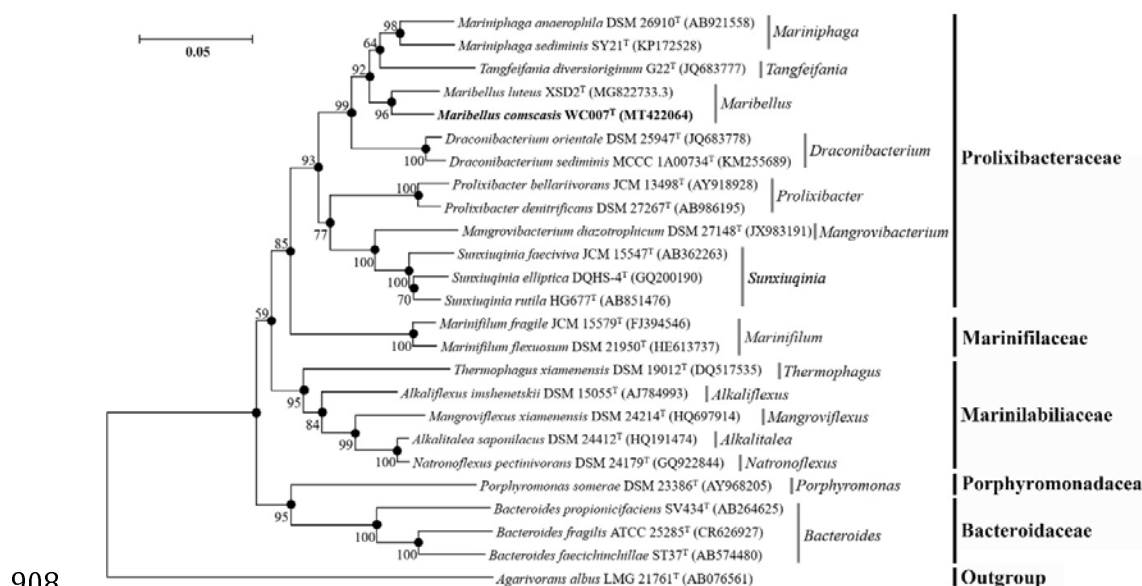 Mariniphaga anaerophila DSM 26910ᵀ (AB921558)
98
Mariniphaga
Mariniphaga sediminis SY21ᵀ (KP172528)
64
0.05
Tangfeifania diversioriginum G22ᵀ (JQ683777)
Tangfeifania
92
Maribellus luteus XSD2ᵀ (MG822733.3)
Maribellus
99
96
Maribellus comscasis WC007ᵀ (MT422064)
Draconibacterium orientale DSM 25947ᵀ (JQ683778)
Draconibacterium
100
Draconibacterium sediminis MCCC 1A00734ᵀ (KM255689)
Prolixibacteraceae
93
Prolixibacter bellariivorans JCM 13498ᵀ (AY918928)
100
Prolixibacter
Prolixibacter denitrificans DSM 27267ᵀ (AB986195)
77
Mangrovibacterium diazotrophicum DSM 27148ᵀ (JX983191)
Mangrovibacterium
85
100
Sunxiuqinia faeciviva JCM 15547ᵀ (AB362263)
100
Sunxiuqinia elliptica DQHS-4ᵀ (GQ200190)
Sunxiuqinia
70
Sunxiuqinia rutila HG677ᵀ (AB851476)
59
Marinifilum fragile JCM 15579ᵀ (FJ394546)
Marinifilum
Marinifilaceae
100
Marinifilum flexuosum DSM 21950ᵀ (HE613737)
Thermophagus xiamenensis DSM 19012ᵀ (DQ517535)
Thermophagus
95
Alkaliflexus imshenetskii DSM 15055ᵀ (AJ784993)
Alkaliflexus
84
Mangroviflexus xiamenensis DSM 24214ᵀ (HQ697914)
Mangroviflexus
Marinilabiliaceae
99
Alkalitalea saponilacus DSM 24412ᵀ (HQ191474)
Alkalitalea
100
Natronoflexus pectinivorans DSM 24179ᵀ (GQ922844)
Natronoflexus
Porphyromonas somerae DSM 23386ᵀ (AY968205)
Porphyromonas
Porphyromonadacea
95
Bacteroides propionicifaciens SV434ᵀ (AB264625)
100
Bacteroides fragilis ATCC 25285ᵀ (CR626927)
Bacteroides
Bacteroidaceae
100
Bacteroides faecichinchillae ST37ᵀ (AB574480)
908
Agarivorans albus LMG 21761ᵀ (AB076561)
Outgroup